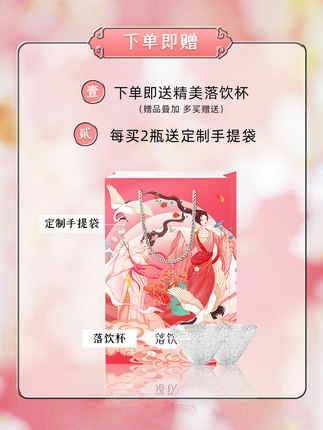 下单即赠
壹 下单即送精美落饮杯
（赠品叠加 多买赠送）
贰 每买2瓶送定制手提袋
定制手提袋
落饮杯
落饮